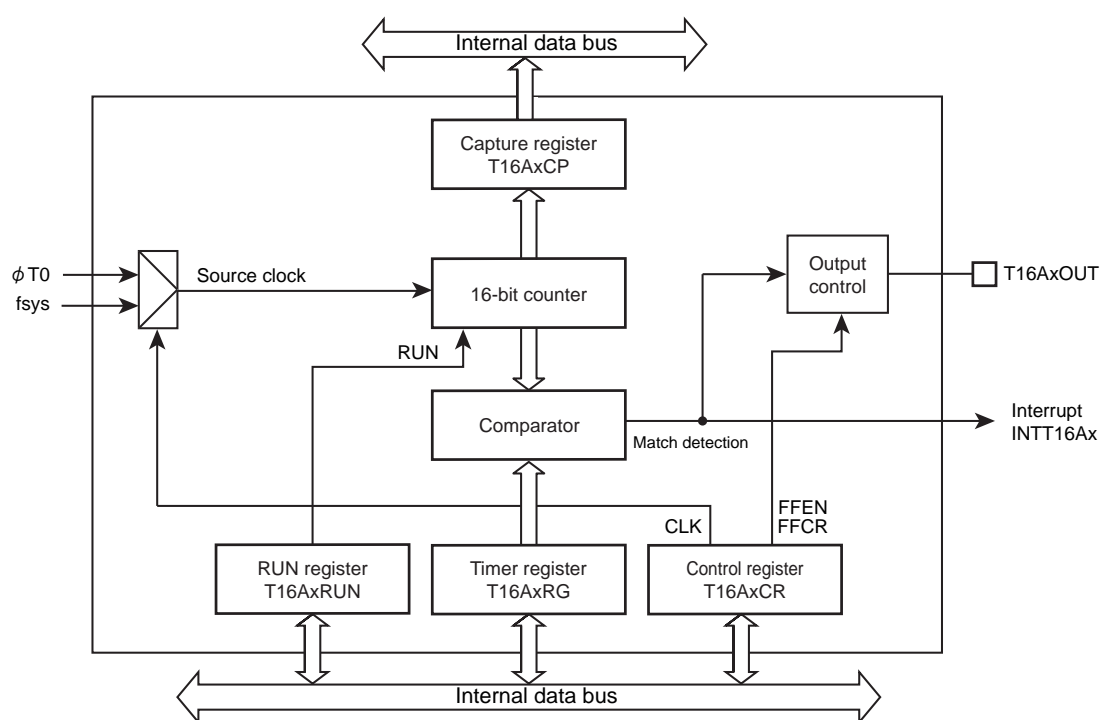 Internal data bus
Capture register
T16AxCP
ϕ T0
fsys
Source clock
16-bit counter
Output
control
T16AxOUT
RUN
Comparator
Match detection
Interrupt
INTT16Ax
CLK
FFEN
FFCR
RUN register
T16AxRUN
Timer register
T16AxRG
Control register
T16AxCR
Internal data bus